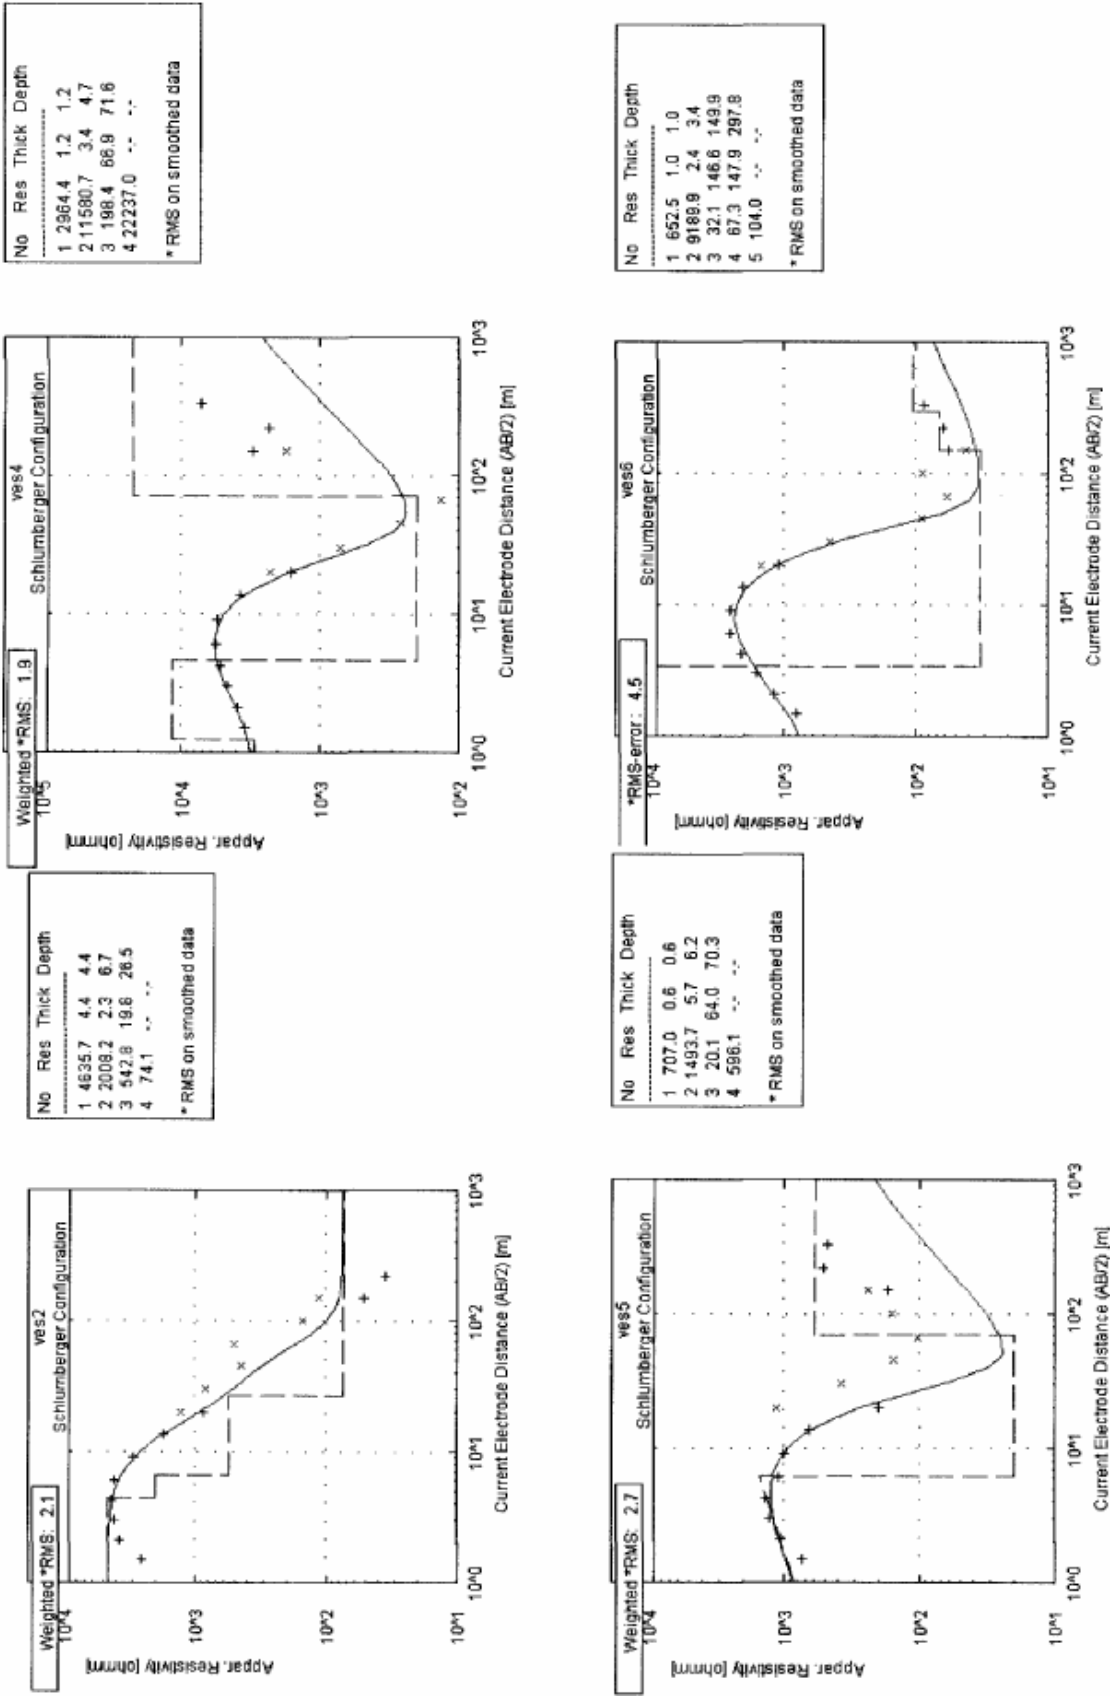 Weighted *RMS: 2.1
ves2
Schlumberger Configuration
10^4
10^3
10^2
10^1
Appar. Resistivity [ohmm]
10^0 10^1 10^2 10^3
Current Electrode Distance (AB/2) [m]
No Res Thick Depth
1 4635.7 4.4 4.4
2 2008.2 2.3 6.7
3 542.8 19.8 26.5
4 74.1 -.- -.-
* RMS on smoothed data
Weighted *RMS: 1.9
ves4
Schlumberger Configuration
10^5
10^4
10^3
10^2
Appar. Resistivity [ohmm]
10^0 10^1 10^2 10^3
Current Electrode Distance (AB/2) [m]
No Res Thick Depth
1 2964.4 1.2 1.2
2 11580.7 3.4 4.7
3 198.4 66.9 71.6
4 22237.0 -.- -.-
* RMS on smoothed data
Weighted *RMS: 2.7
ves5
Schlumberger Configuration
10^4
10^3
10^2
10^1
Appar. Resistivity [ohmm]
10^0 10^1 10^2 10^3
Current Electrode Distance (AB/2) [m]
No Res Thick Depth
1 707.0 0.6 0.6
2 1493.7 5.7 6.2
3 20.1 64.0 70.3
4 596.1 -.- -.-
* RMS on smoothed data
*RMS-error: 4.5
ves6
Schlumberger Configuration
10^4
10^3
10^2
10^1
Appar. Resistivity [ohmm]
10^0 10^1 10^2 10^3
Current Electrode Distance (AB/2) [m]
No Res Thick Depth
1 652.5 1.0 1.0
2 9189.9 2.4 3.4
3 32.1 146.6 149.9
4 67.3 147.9 297.8
5 104.0 -.- -.-
* RMS on smoothed data